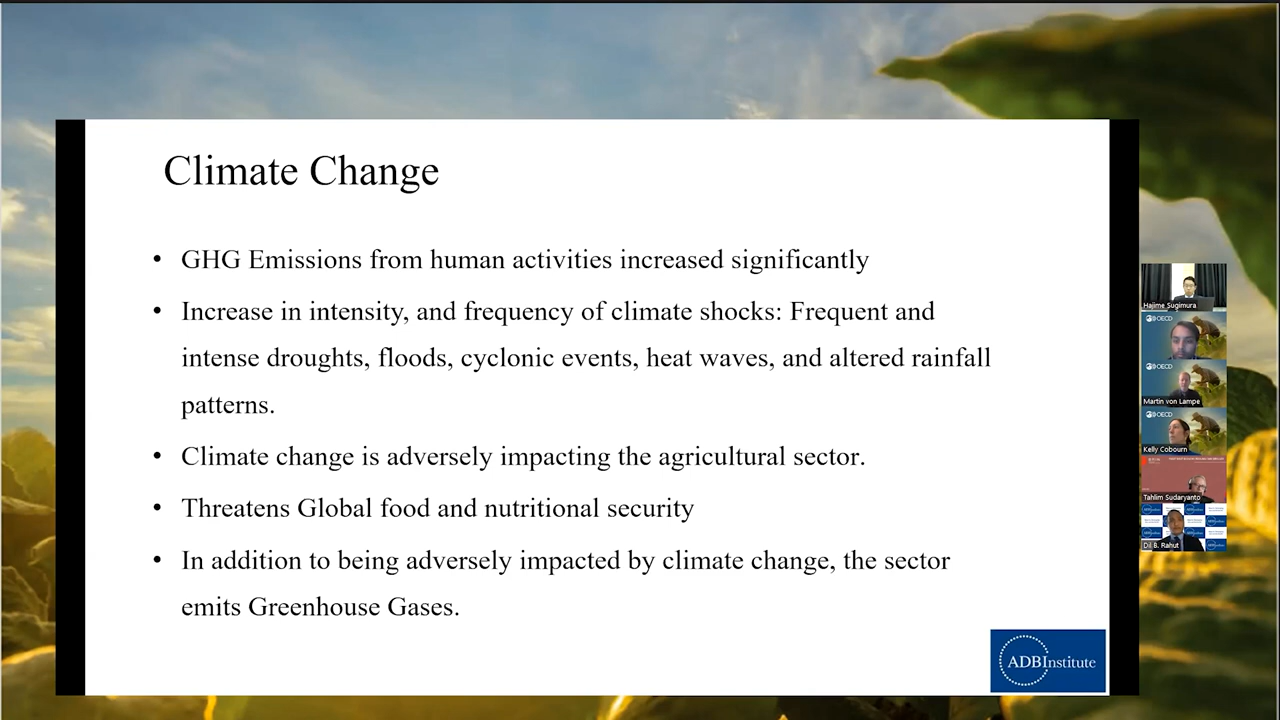 Climate Change
• GHG Emissions from human activities increased significantly
• Increase in intensity, and frequency of climate shocks: Frequent and
intense droughts, floods, cyclonic events, heat waves, and altered rainfall
patterns.
• Climate change is adversely impacting the agricultural sector.
• Threatens Global food and nutritional security
• In addition to being adversely impacted by climate change, the sector
emits Greenhouse Gases.
ADBInstitute
Hajime Sugimura
OECD
OECD
Martin von Lampe
OECD
Kelly Cobourn
Tahlim Sudaryanto
Dil B. Rahut